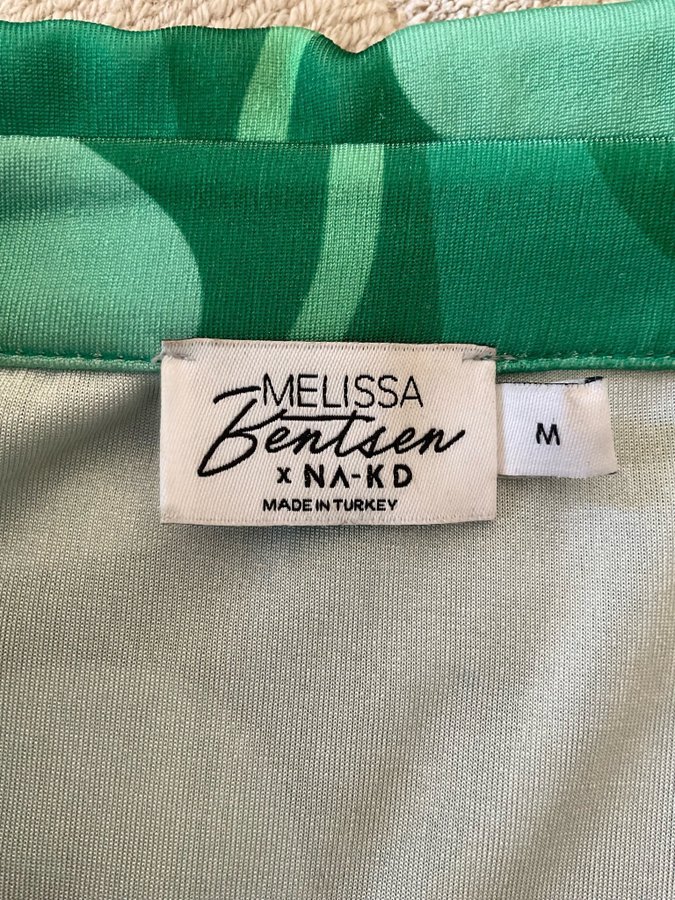 MELISSA
Bentsen
x NA-KD
MADE IN TURKEY
M